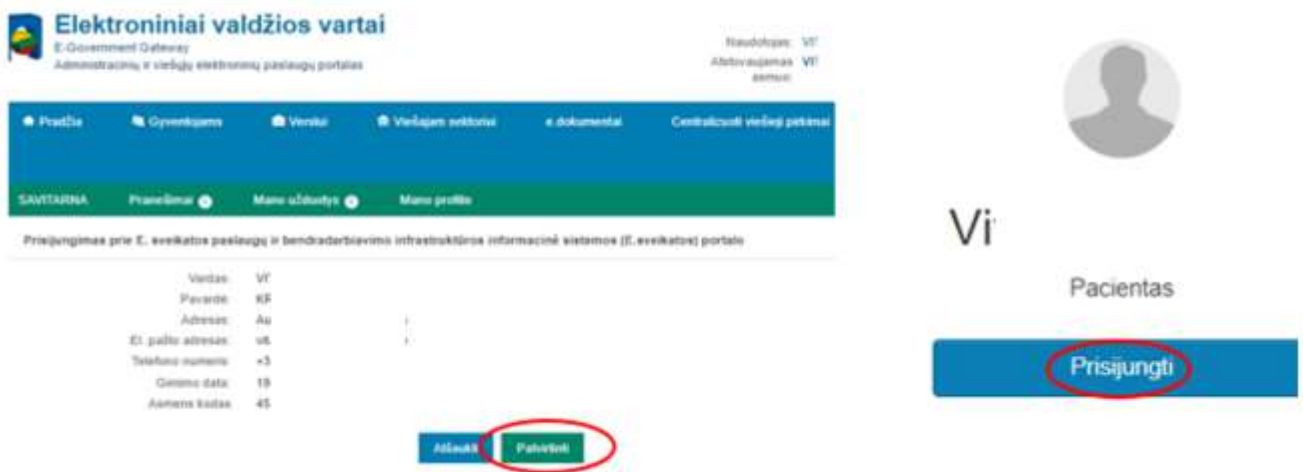 Elektroniniai valdžios vartai
E-Government Gateway
Administracinių ir viešųjų elektroninių paslaugų portalas
Naudotojas: VI
Atstovaujamas VI
asmuo:
Pradžia Gyventojams Verslui Viešajam sektoriui e.dokumentai Centralizuoti viešieji pirkimai
SAVITARNA Pranešimai Mano užduotys Mano profilis
Prisijungimas prie E. sveikatos paslaugų ir bendradarbiavimo infrastruktūros informacinė sistemos (E.sveikatos) portalo
Vardas: VI
Pavardė: KR
Adresas: Au
El. pašto adresas:
Telefono numeris: +3
Gimimo data: 19
Asmens kodas: 45
Atšaukti Patvirtinti
Vi
Pacientas
Prisijungti